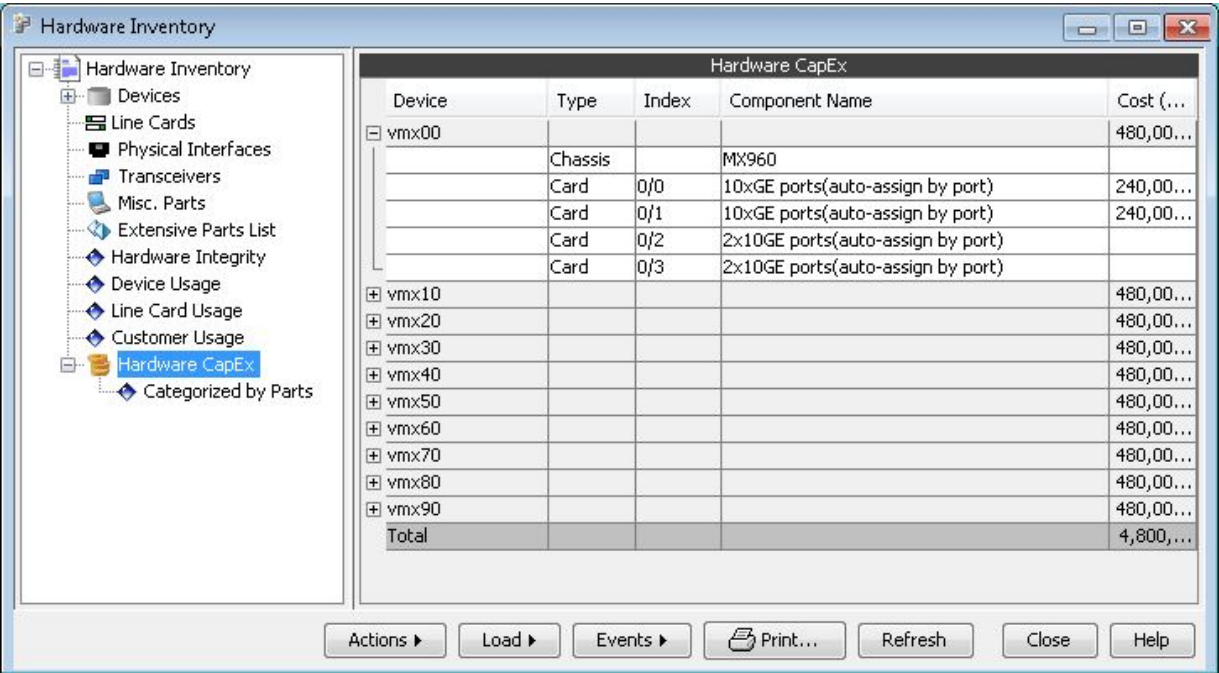 Hardware Inventory
Hardware Inventory
Devices
Line Cards
Physical Interfaces
Transceivers
Misc. Parts
Extensive Parts List
Hardware Integrity
Device Usage
Line Card Usage
Customer Usage
Hardware CapEx
Categorized by Parts
Hardware CapEx
Device Type Index Component Name Cost (...
vmx00 480,00...
Chassis MX960
Card 0/0 10xGE ports(auto-assign by port) 240,00...
Card 0/1 10xGE ports(auto-assign by port) 240,00...
Card 0/2 2x10GE ports(auto-assign by port)
Card 0/3 2x10GE ports(auto-assign by port)
vmx10 480,00...
vmx20 480,00...
vmx30 480,00...
vmx40 480,00...
vmx50 480,00...
vmx60 480,00...
vmx70 480,00...
vmx80 480,00...
vmx90 480,00...
Total 4,800,...
Actions Load Events Print... Refresh Close Help